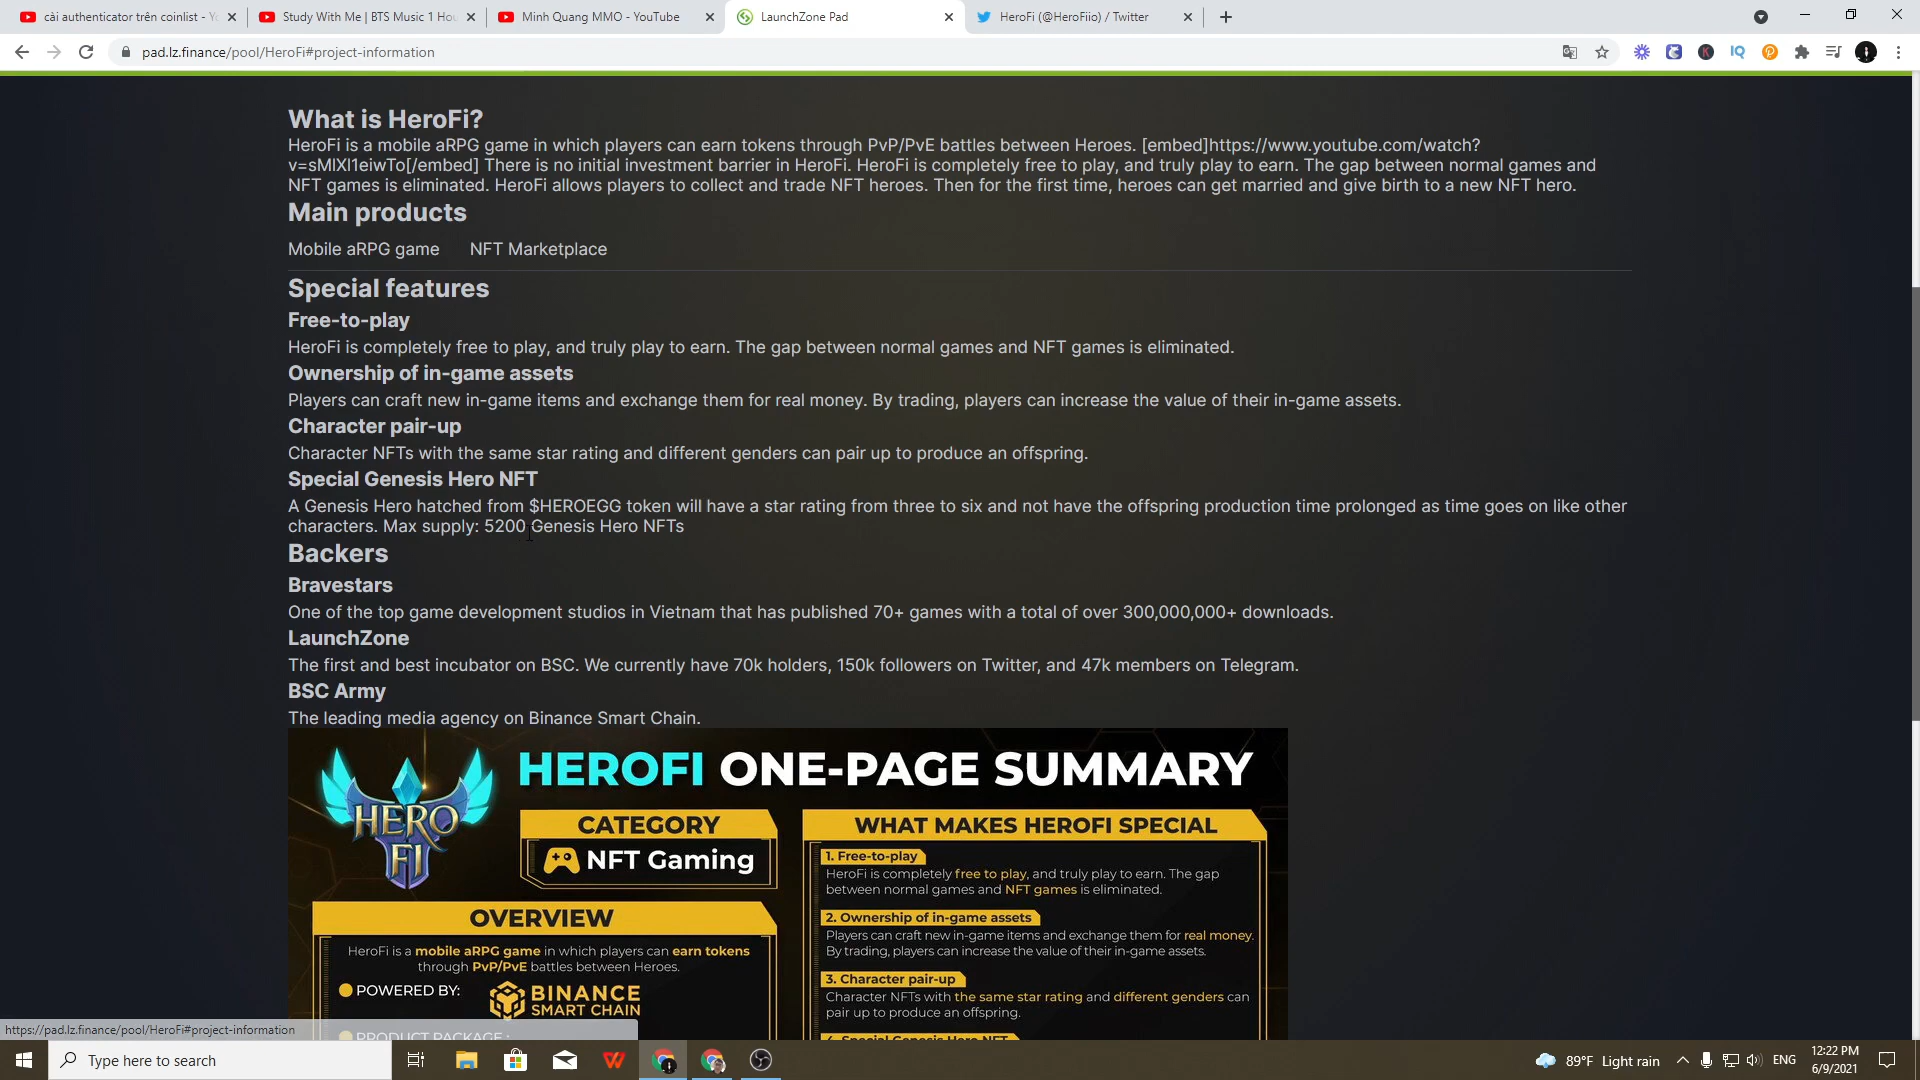 cài authenticator trên coinlist - Yo
Study With Me | BTS Music 1 Hou
Minh Quang MMO - YouTube
LaunchZone Pad
HeroFi (@HeroFiio) / Twitter
pad.lz.finance/pool/HeroFi#project-information
What is HeroFi?
HeroFi is a mobile aRPG game in which players can earn tokens through PvP/PvE battles between Heroes. [embed]https://www.youtube.com/watch?
v=sMlXl1eiwTo[/embed] There is no initial investment barrier in HeroFi. HeroFi is completely free to play, and truly play to earn. The gap between normal games and
NFT games is eliminated. HeroFi allows players to collect and trade NFT heroes. Then for the first time, heroes can get married and give birth to a new NFT hero.
Main products
Mobile aRPG game NFT Marketplace
Special features
Free-to-play
HeroFi is completely free to play, and truly play to earn. The gap between normal games and NFT games is eliminated.
Ownership of in-game assets
Players can craft new in-game items and exchange them for real money. By trading, players can increase the value of their in-game assets.
Character pair-up
Character NFTs with the same star rating and different genders can pair up to produce an offspring.
Special Genesis Hero NFT
A Genesis Hero hatched from $HEROEGG token will have a star rating from three to six and not have the offspring production time prolonged as time goes on like other
characters. Max supply: 5200 Genesis Hero NFTs
Backers
Bravestars
One of the top game development studios in Vietnam that has published 70+ games with a total of over 300,000,000+ downloads.
LaunchZone
The first and best incubator on BSC. We currently have 70k holders, 150k followers on Twitter, and 47k members on Telegram.
BSC Army
The leading media agency on Binance Smart Chain.
HERO
FI
HEROFI ONE-PAGE SUMMARY
CATEGORY
NFT Gaming
OVERVIEW
HeroFi is a mobile aRPG game in which players can earn tokens
through PvP/PvE battles between Heroes.
POWERED BY:
BINANCE
SMART CHAIN
PRODUCT PACKAGE :
WHAT MAKES HEROFI SPECIAL
1. Free-to-play
HeroFi is completely free to play, and truly play to earn. The gap
between normal games and NFT games is eliminated.
2. Ownership of in-game assets
Players can craft new in-game items and exchange them for real money.
By trading, players can increase the value of their in-game assets.
3. Character pair-up
Character NFTs with the same star rating and different genders can
pair up to produce an offspring.
4. Special Genesis Hero NFT
https://pad.lz.finance/pool/HeroFi#project-information
Type here to search
89°F Light rain
ENG
12:22 PM
6/9/2021